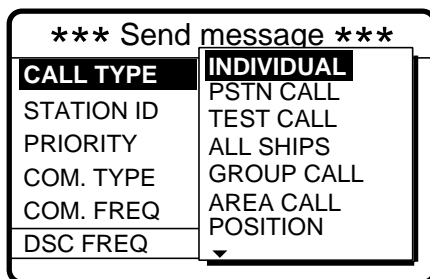 *** Send message ***
CALL TYPE
STATION ID
PRIORITY
COM. TYPE
COM. FREQ
DSC FREQ
INDIVIDUAL
PSTN CALL
TEST CALL
ALL SHIPS
GROUP CALL
AREA CALL
POSITION